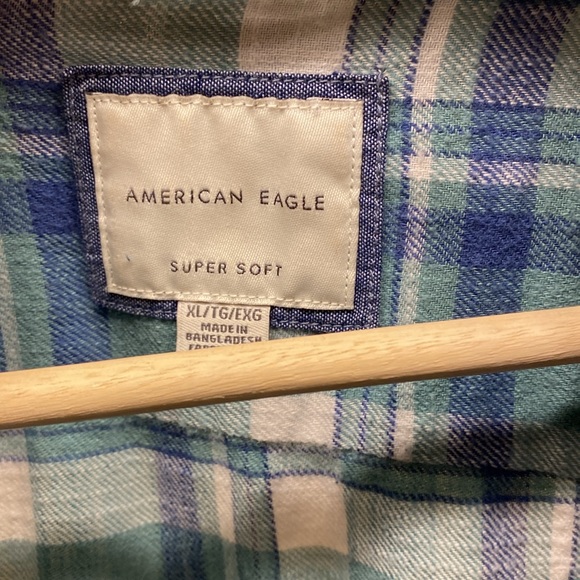 AMERICAN EAGLE
SUPER SOFT
XL/TG/EXG
MADE IN
BANGLADESH